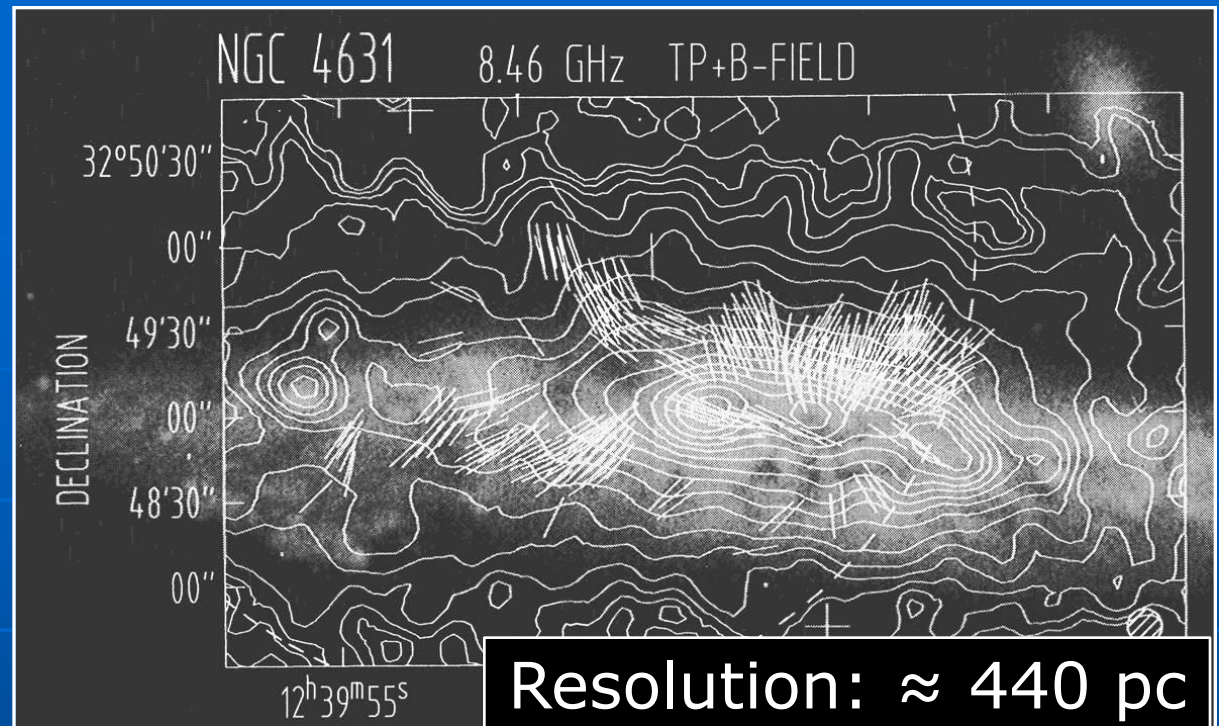 NGC 4631 8.46 GHz TP+B-FIELD
32°50'30"
00"
49'30"
00"
48'30"
00"
DECLINATION
12h39m55s
Resolution: ≈ 440 pc